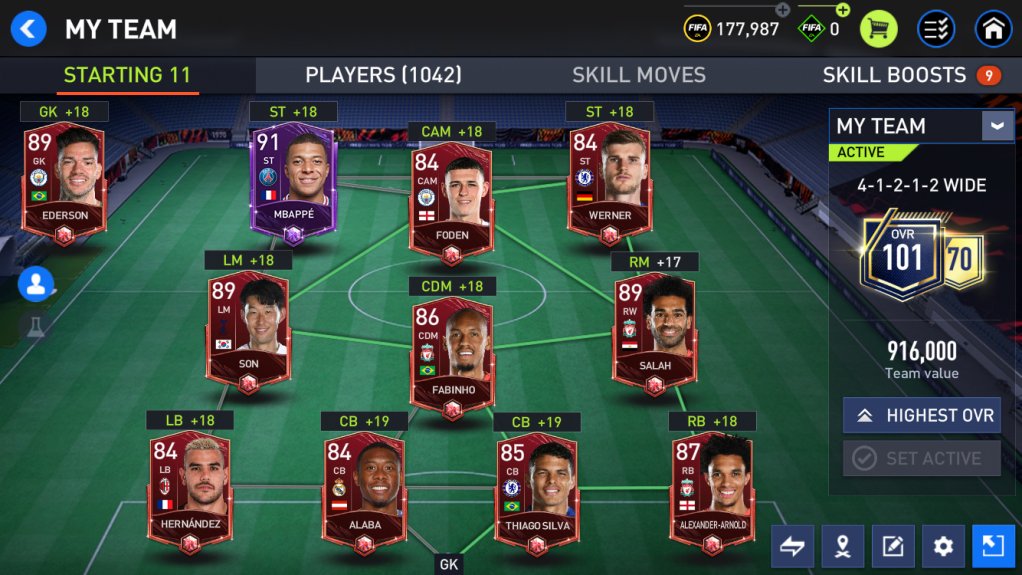 MY TEAM
177,987
0
STARTING 11
PLAYERS (1042)
SKILL MOVES
SKILL BOOSTS 9
GK +18
89
GK
EDERSON
ST +18
91
ST
MBAPPÉ
CAM +18
84
CAM
FODEN
ST +18
84
ST
WERNER
LM +18
89
LM
SON
CDM +18
86
CDM
FABINHO
RM +17
89
RW
SALAH
LB +18
84
LB
HERNÁNDEZ
CB +19
84
CB
ALABA
CB +19
85
CB
THIAGO SILVA
RB +18
87
RB
ALEXANDER-ARNOLD
GK
MY TEAM
ACTIVE
4-1-2-1-2 WIDE
OVR
101
70
916,000
Team value
HIGHEST OVR
SET ACTIVE